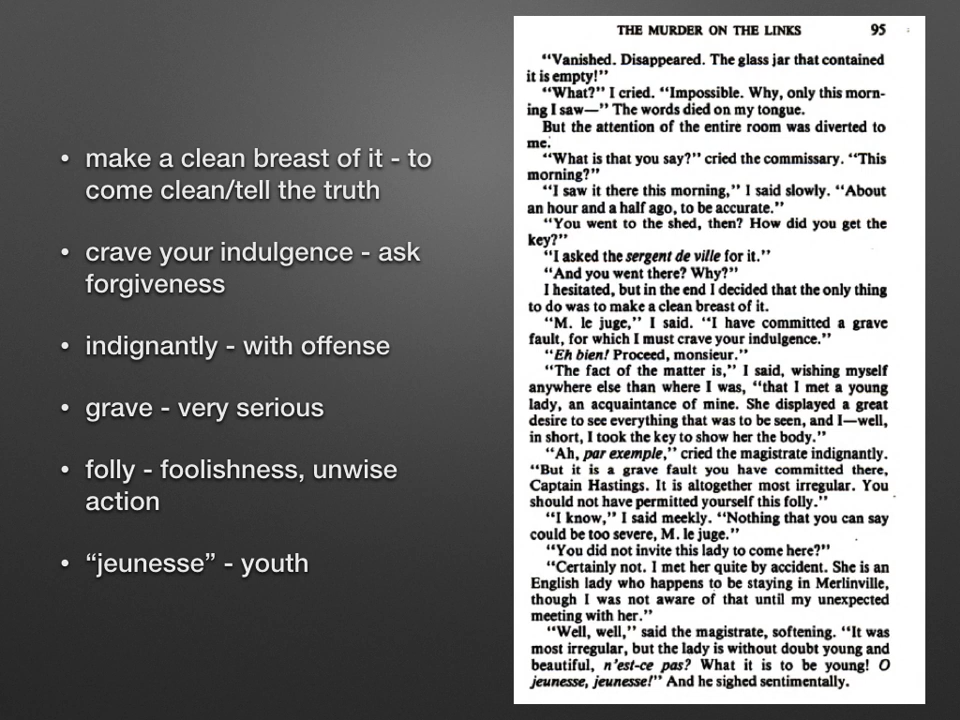 • make a clean breast of it - to
come clean/tell the truth
• crave your indulgence - ask
forgiveness
• indignantly - with offense
• grave - very serious
• folly - foolishness, unwise
action
• “jeunesse” - youth
THE MURDER ON THE LINKS 95
“Vanished. Disappeared. The glass jar that contained
it is empty!”
“What?” I cried. “Impossible. Why, only this morn-
ing I saw—” The words died on my tongue.
But the attention of the entire room was diverted to
me.
“What is that you say?” cried the commissary. “This
morning?”
“I saw it there this morning,” I said slowly. “About
an hour and a half ago, to be accurate.”
“You went to the shed, then? How did you get the
key?”
“I asked the sergent de ville for it.”
“And you went there? Why?”
I hesitated, but in the end I decided that the only thing
to do was to make a clean breast of it.
“M. le juge,” I said. “I have committed a grave
fault, for which I must crave your indulgence.”
“Eh bien! Proceed, monsieur.”
“The fact of the matter is,” I said, wishing myself
anywhere else than where I was, “that I met a young
lady, an acquaintance of mine. She displayed a great
desire to see everything that was to be seen, and I—well,
in short, I took the key to show her the body.”
“Ah, par exemple,” cried the magistrate indignantly.
“But it is a grave fault you have committed there,
Captain Hastings. It is altogether most irregular. You
should not have permitted yourself this folly.”
“I know,” I said meekly. “Nothing that you can say
could be too severe, M. le juge.”
“You did not invite this lady to come here?”
“Certainly not. I met her quite by accident. She is an
English lady who happens to be staying in Merlinville,
though I was not aware of that until my unexpected
meeting with her.”
“Well, well,” said the magistrate, softening. “It was
most irregular, but the lady is without doubt young and
beautiful, n'est-ce pas? What it is to be young! O
jeunesse, jeunesse!” And he sighed sentimentally.